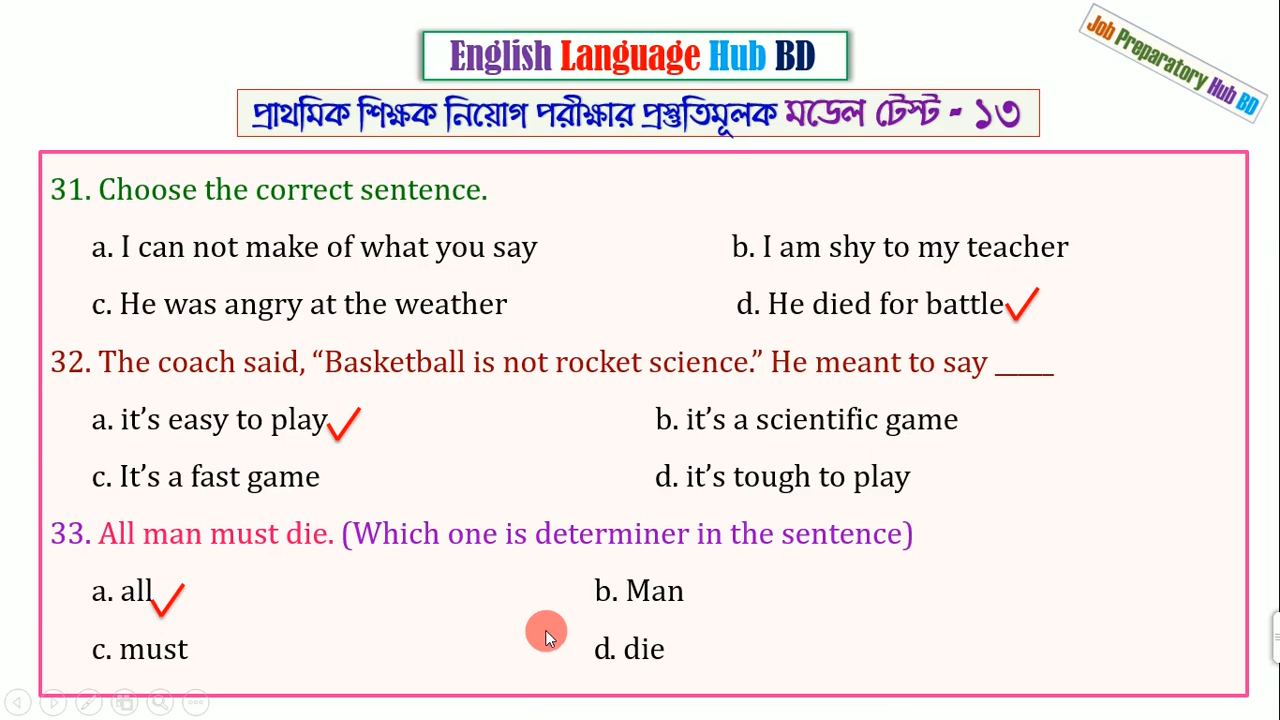 English Language Hub BD
Job Preparatory Hub BD
প্রাথমিক শিক্ষক নিয়োগ পরীক্ষার প্রস্তুতিমূলক মডেল টেস্ট - ১৩
31. Choose the correct sentence.
a. I can not make of what you say b. I am shy to my teacher
c. He was angry at the weather d. He died for battle
32. The coach said, “Basketball is not rocket science.” He meant to say _____
a. it’s easy to play b. it’s a scientific game
c. It’s a fast game d. it’s tough to play
33. All man must die. (Which one is determiner in the sentence)
a. all b. Man
c. must d. die